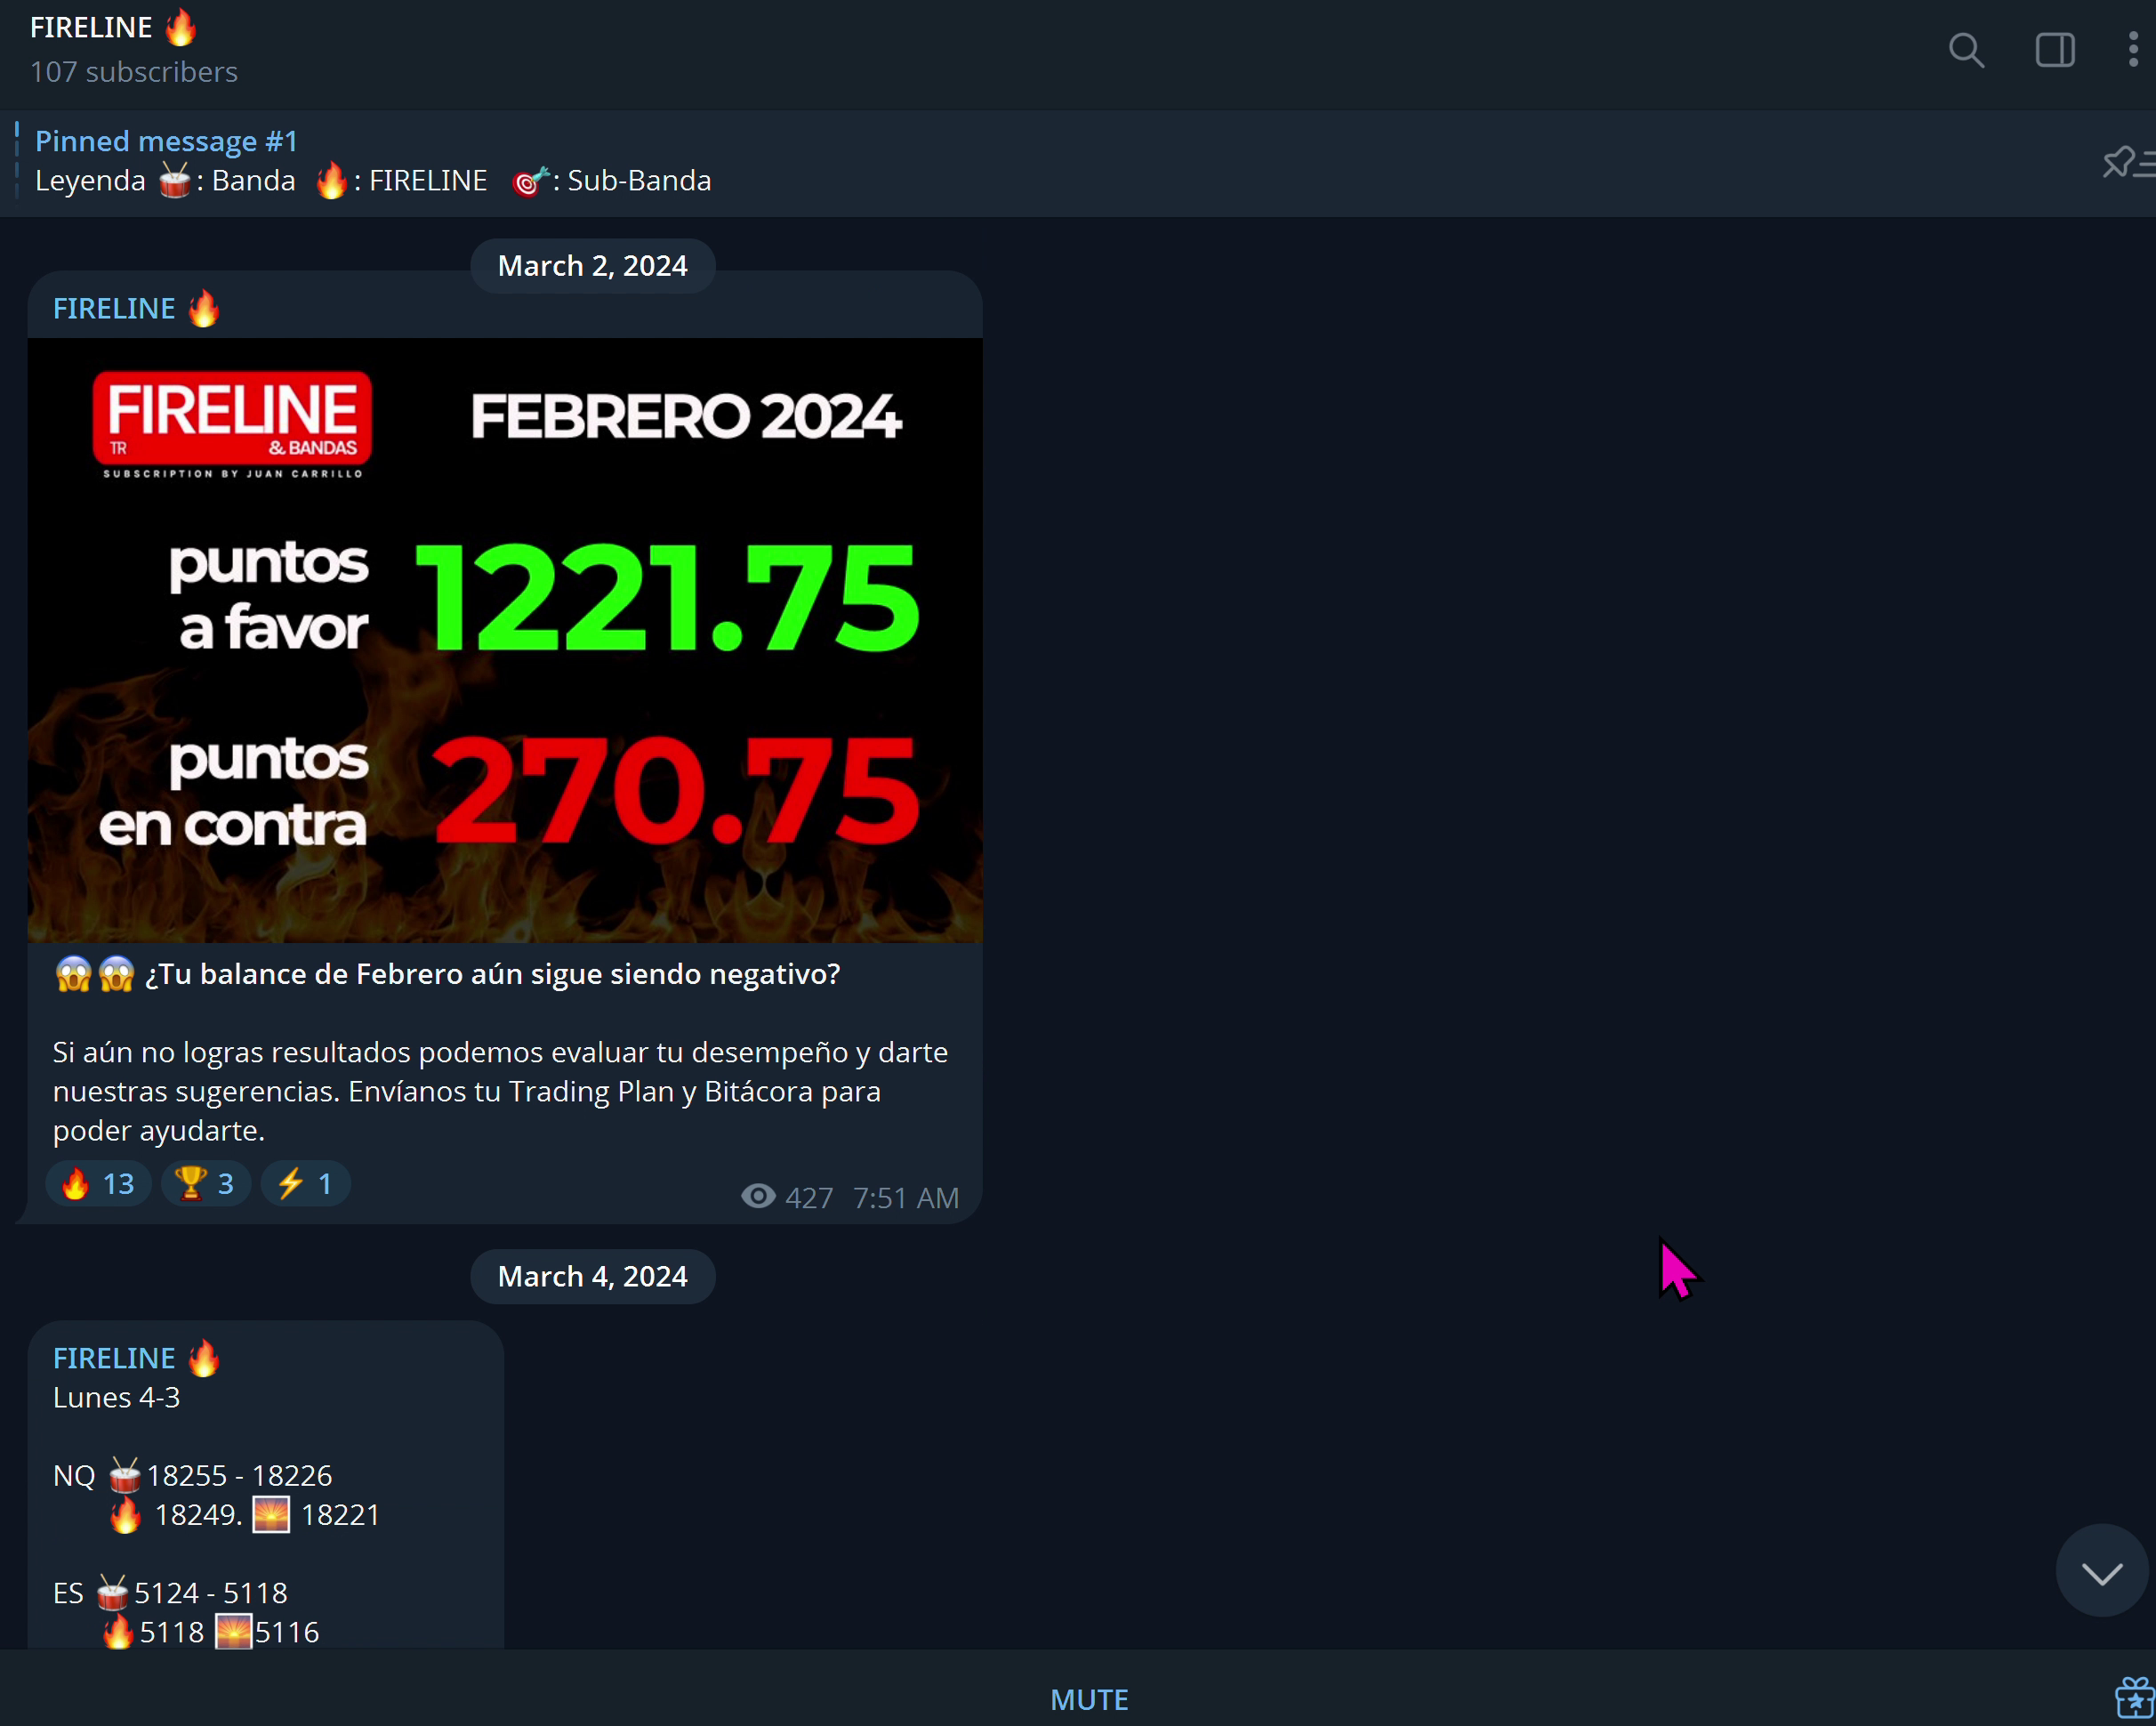 FIRELINE 🔥
107 subscribers
Pinned message #1
Leyenda 🥁: Banda 🔥: FIRELINE 🎯: Sub-Banda
March 2, 2024
FIRELINE 🔥
FIRELINE
TR & BANDAS
SUBSCRIPTION BY JUAN CARRILLO
FEBRERO 2024
puntos
a favor
1221.75
puntos
en contra
270.75
😱😱 ¿Tu balance de Febrero aún sigue siendo negativo?
Si aún no logras resultados podemos evaluar tu desempeño y darte
nuestras sugerencias. Envíanos tu Trading Plan y Bitácora para
poder ayudarte.
🔥 13 🏆 3 ⚡ 1
427 7:51 AM
March 4, 2024
FIRELINE 🔥
Lunes 4-3
NQ 🥁18255 - 18226
🔥 18249. 🌅 18221
ES 🥁5124 - 5118
🔥5118 🌅5116
MUTE